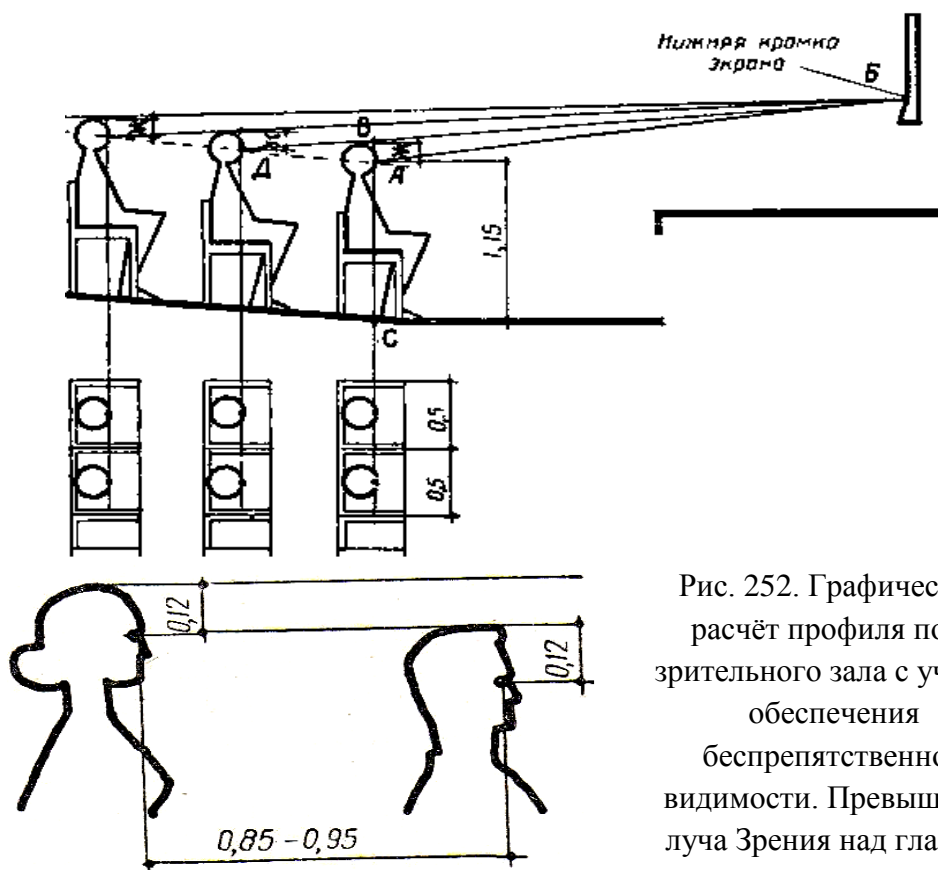 Нижняя кромка
экрана
Б
Ж
Ж
В
Ж
Д
А
1,15
С
0,5
0,5
0,12
0,12
0,85-0,95
Рис. 252. Графичес
расчёт профиля по
зрительного зала с у
обеспечения
беспрепятственно
видимости. Превыш
луча Зрения над гла